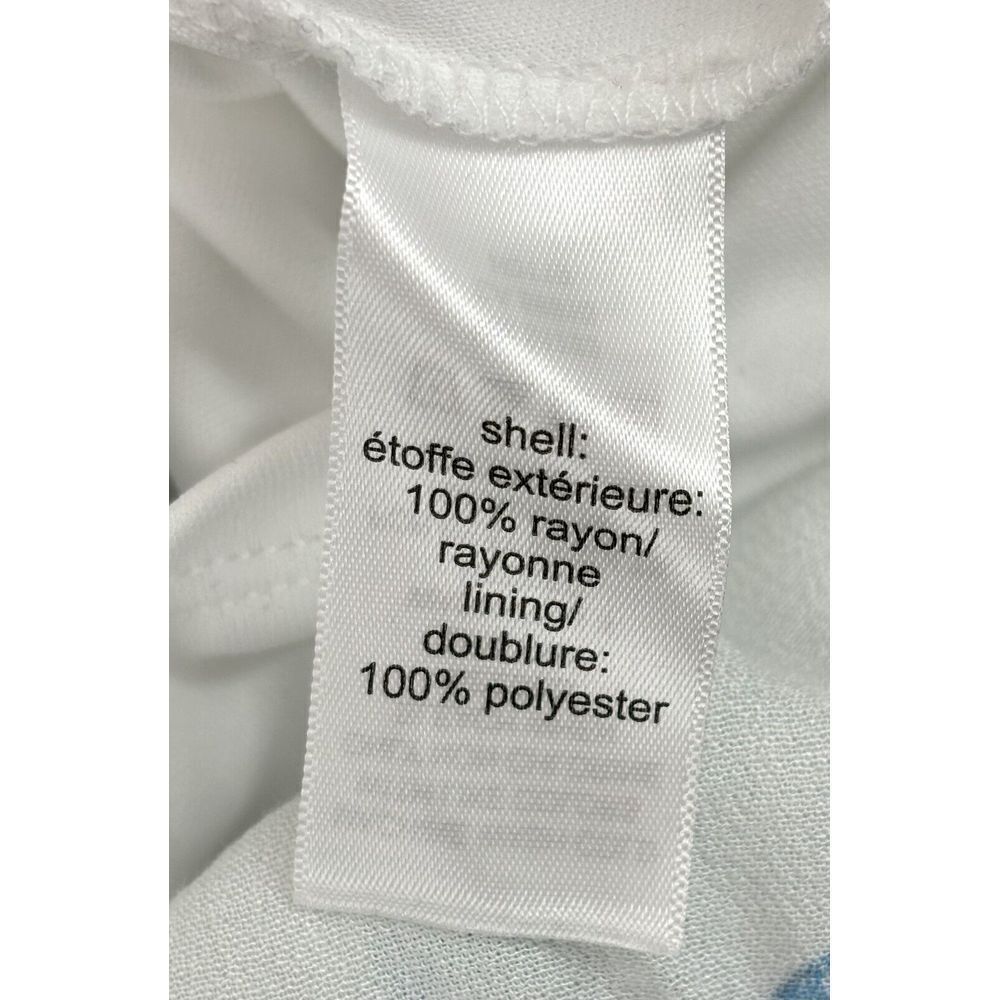 shell:
étoffe extérieure:
100% rayon/
rayonne
lining/
doublure:
100% polyester